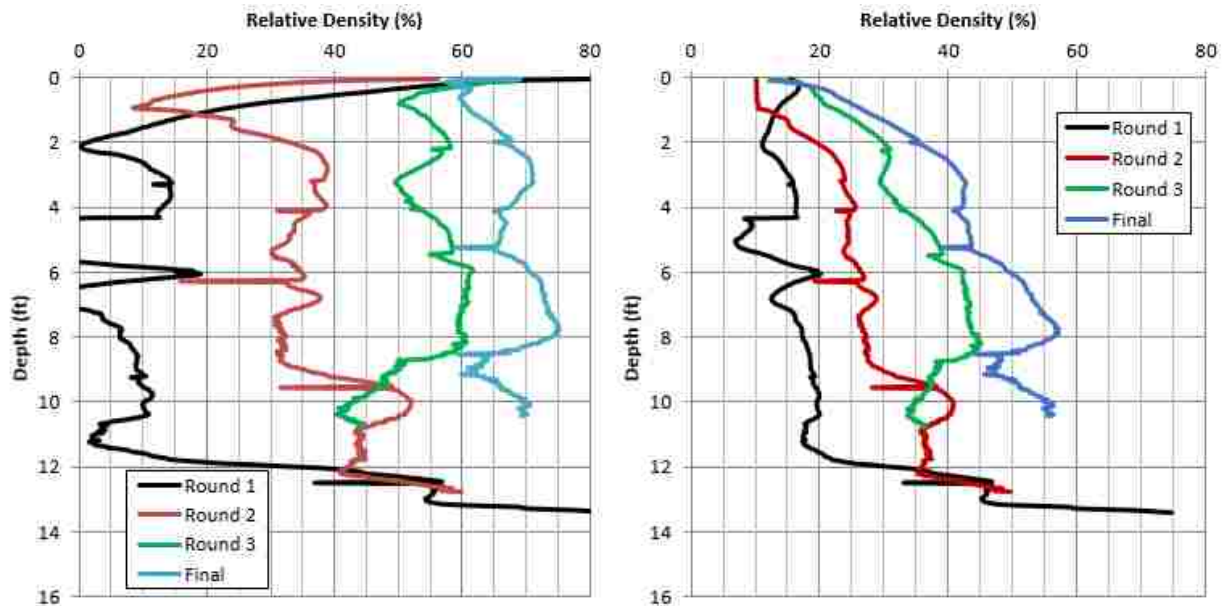 Relative Density (%)
0 20 40 60 80
0
2
4
6
8
10
12
14
16
Depth (ft)
Round 1
Round 2
Round 3
Final
Relative Density (%)
0 20 40 60 80
0
2
4
6
8
10
12
14
16
Depth (ft)
Round 1
Round 2
Round 3
Final